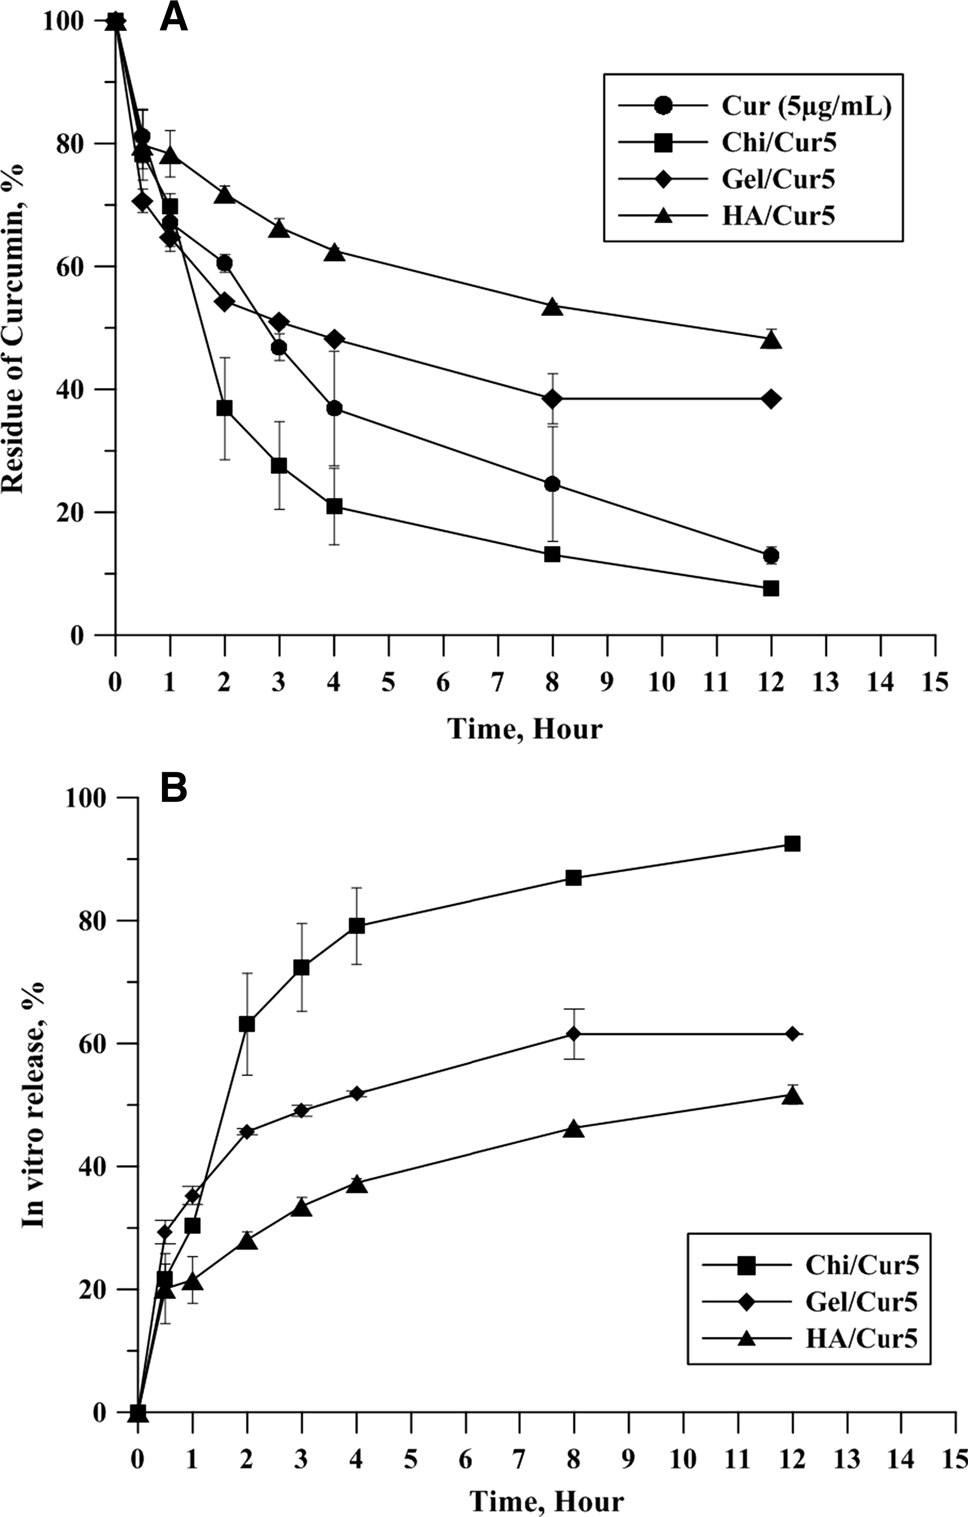 A
100
80
60
40
20
0
Residue of Curcumin, %
Cur (5μg/mL)
Chi/Cur5
Gel/Cur5
HA/Cur5
0 1 2 3 4 5 6 7 8 9 10 11 12 13 14 15
Time, Hour
B
100
80
60
40
20
0
In vitro release, %
Chi/Cur5
Gel/Cur5
HA/Cur5
0 1 2 3 4 5 6 7 8 9 10 11 12 13 14 15
Time, Hour